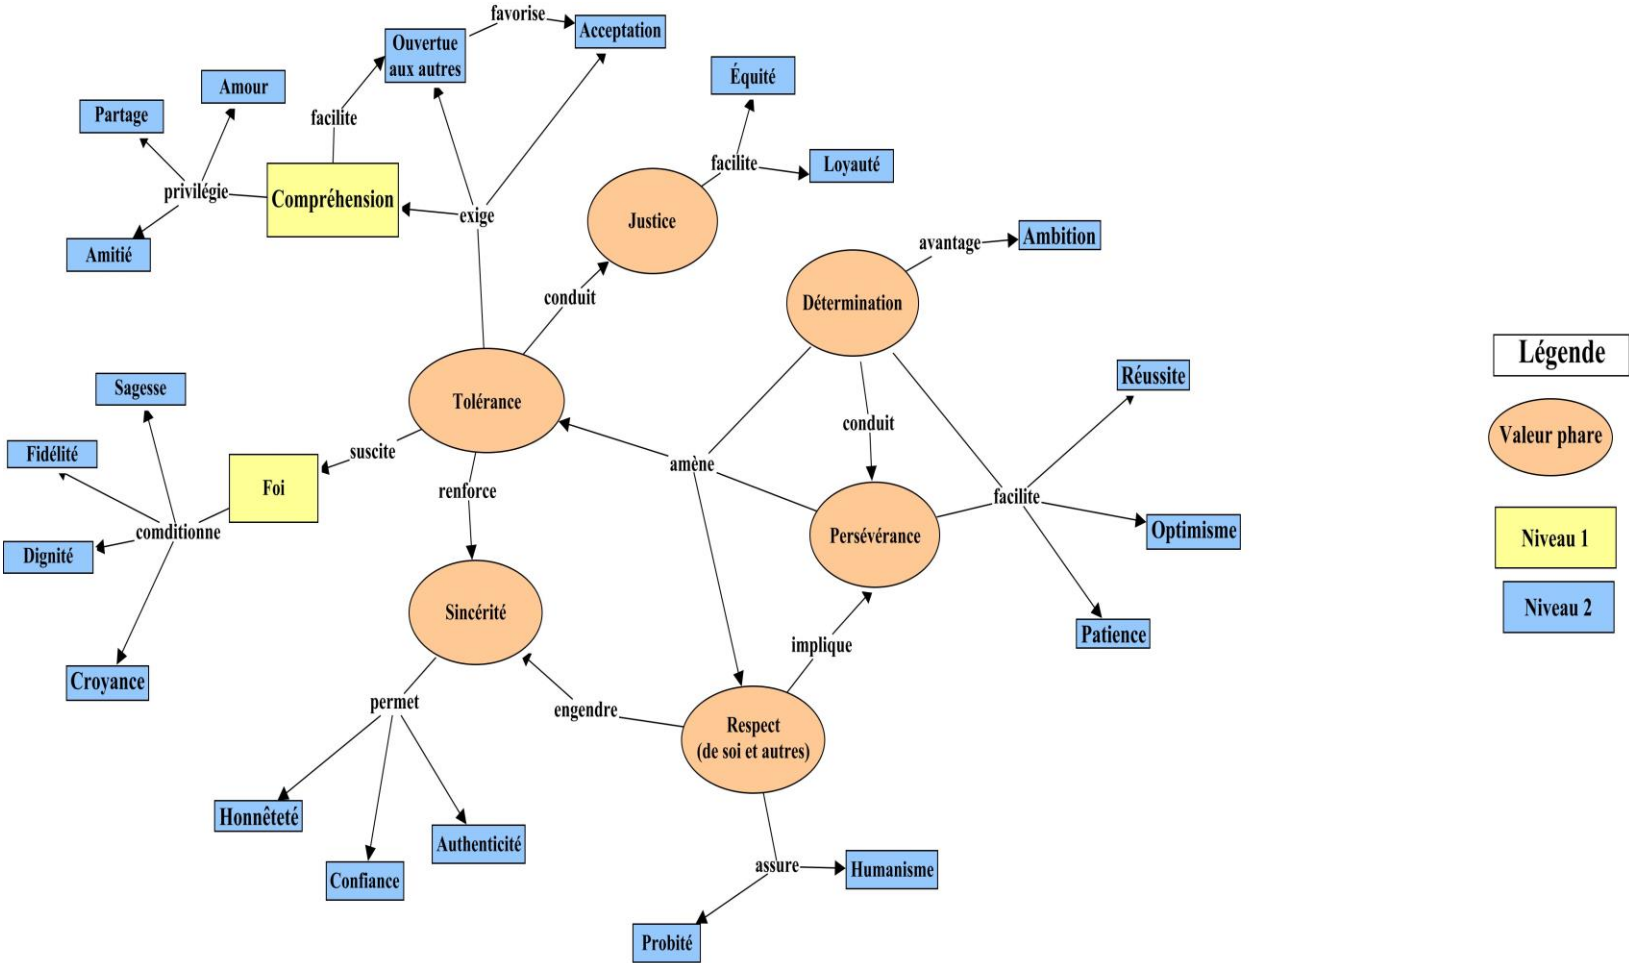 favorise
Acceptation
Ouvertue
aux autres
Équité
Amour
Partage
facilite
facilite
Loyauté
privilégie
Compréhension
exige
Justice
Amitié
avantage
Ambition
conduit
Détermination
Légende
Sagesse
Tolérance
Réussite
conduit
Valeur phare
Fidélité
suscite
amène
Foi
renforce
facilite
comditionne
Persévérance
Optimisme
Niveau 1
Dignité
Sincérité
Niveau 2
implique
Patience
Croyance
permet
engendre
Respect
(de soi et autres)
Honnêteté
Authenticité
assure
Humanisme
Confiance
Probité